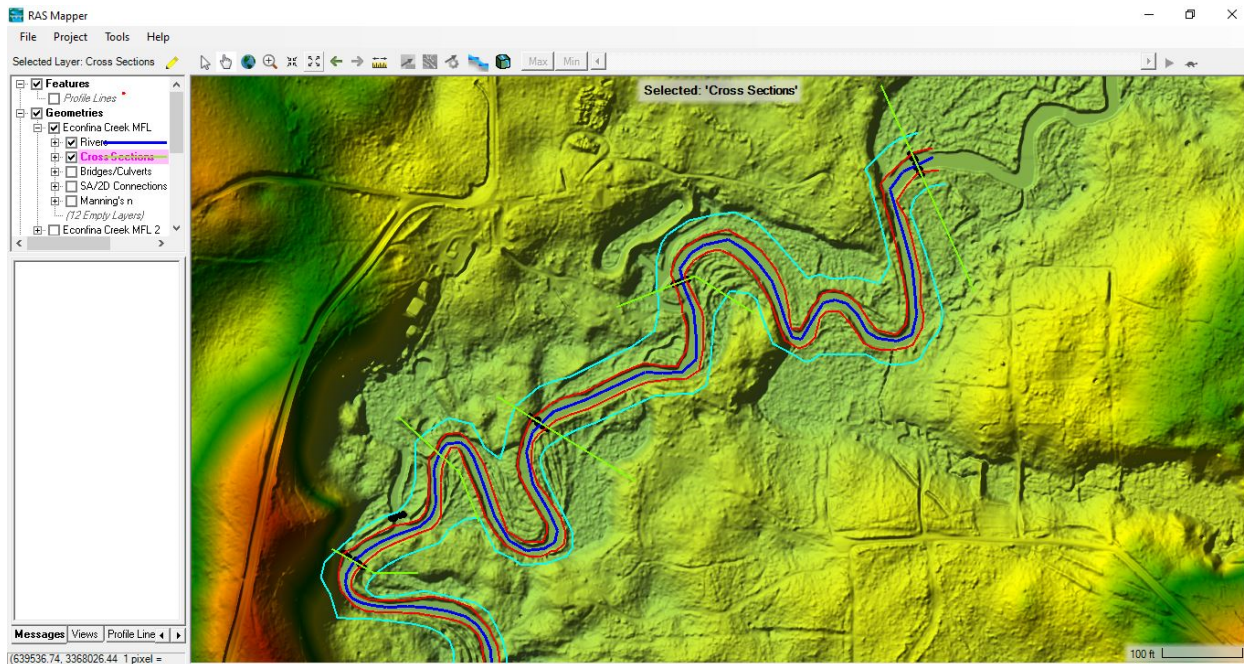 RAS Mapper
File Project Tools Help
Selected Layer: Cross Sections
Max Min
Features
Profile Lines
Geometries
Econfina Creek MFL
Rivers
Cross Sections
Bridges/Culverts
SA/2D Connections
Manning's n
(12 Empty Layers)
Econfina Creek MFL 2
Selected: 'Cross Sections'
Messages Views Profile Line
(639536.74, 3368026.44 1 pixel =
100 ft